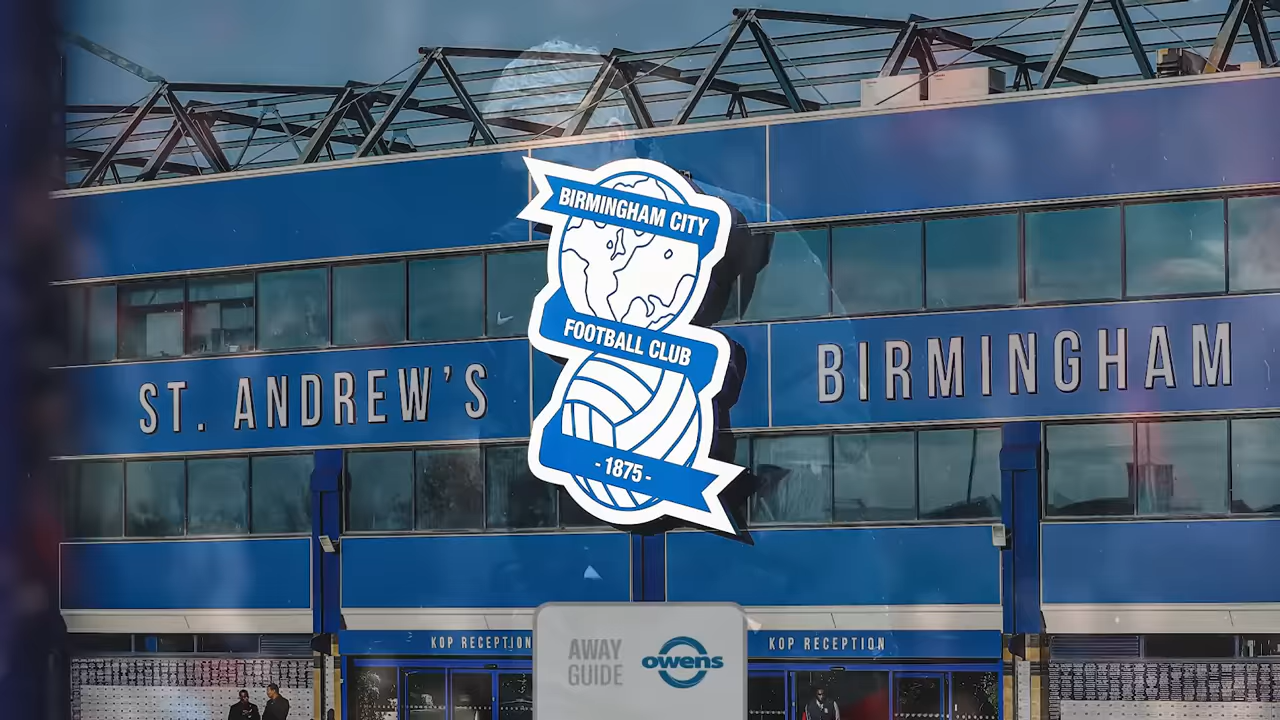 BIRMINGHAM CITY
FOOTBALL CLUB
- 1875 -
ST. ANDREW'S
BIRMINGHAM
KOP RECEPTION
KOP RECEPTION
AWAY
GUIDE
owens